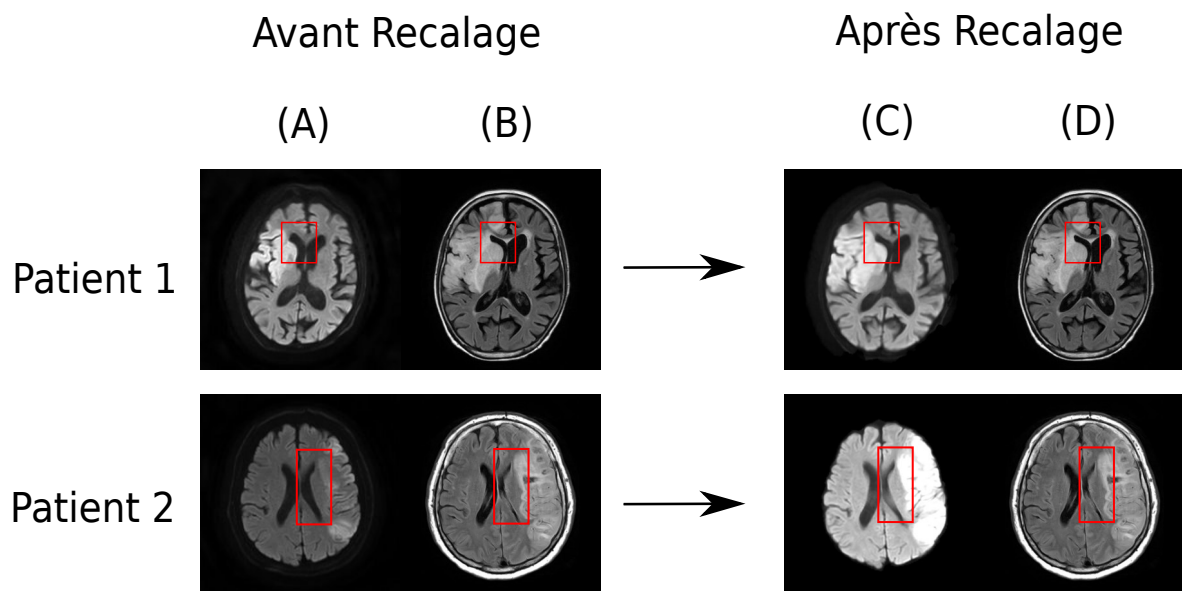 Avant Recalage
Après Recalage
(A)
(B)
(C)
(D)
Patient 1
Patient 2